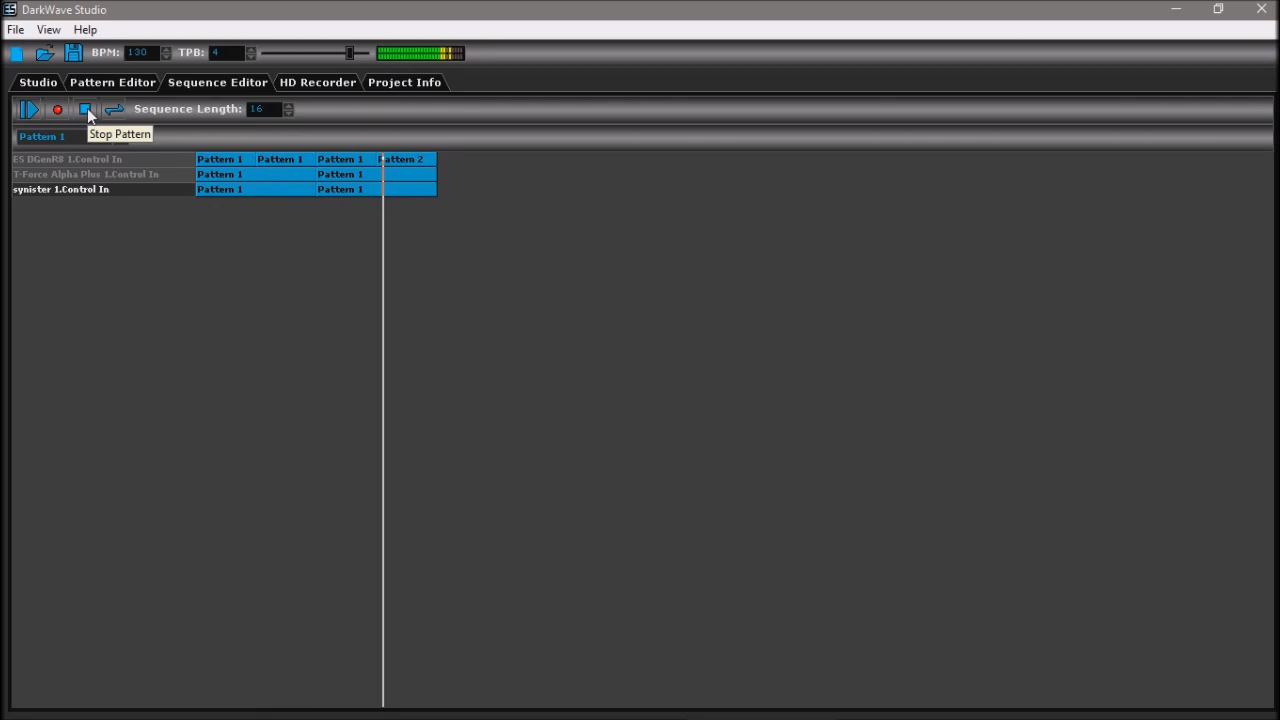 DarkWave Studio
File View Help
BPM: 130 TPB: 4
Studio Pattern Editor Sequence Editor HD Recorder Project Info
Sequence Length: 16
Stop Pattern
Pattern 1
ES DGenR8 1.Control In Pattern 1 Pattern 1 Pattern 1 Pattern 2
T-Force Alpha Plus 1.Control In Pattern 1 Pattern 1
synister 1.Control In Pattern 1 Pattern 1